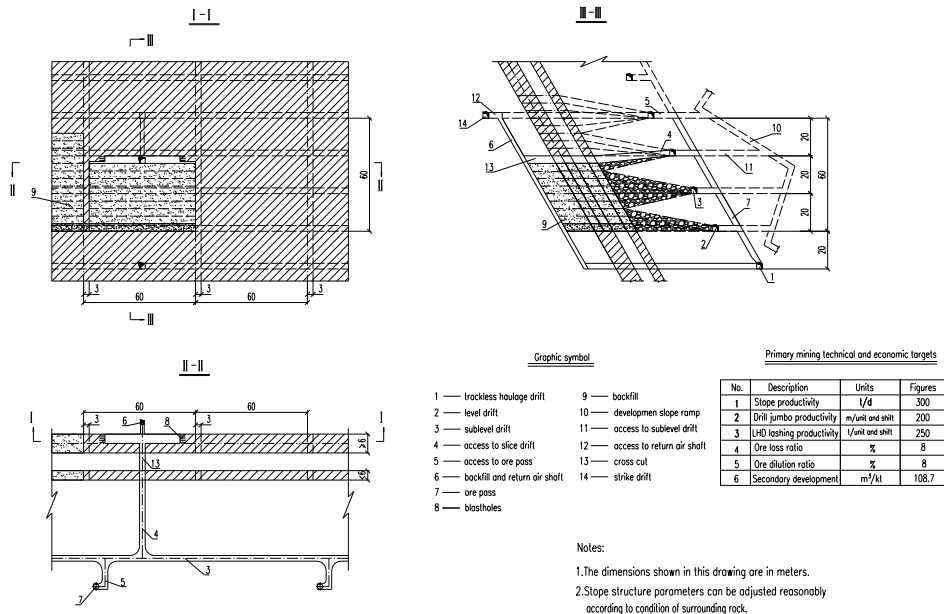 I-I
III
II
II
9
60
3
3
3
60
60
III
III-III
12
14
6
13
9
5
4
10
11
3
7
2
1
20
20
20
60
20
II-II
I
I
60
60
3
6
8
3
≥6
13
≤6
4
3
5
7
Graphic symbol
1 — trackless haulage drift
2 — level drift
3 — sublevel drift
4 — access to slice drift
5 — access to ore pass
6 — backfill and return air shaft
7 — ore pass
8 — blastholes
9 — backfill
10 — developmen slope ramp
11 — access to sublevel drift
12 — access to return air shaft
13 — cross cut
14 — strike drift
Primary mining technical and economic targets
No. Description Units Figures
1 Stope productivity t/d 300
2 Drill jumbo productivity m/unit and shift 200
3 LHD lashing productivity t/unit and shift 250
4 Ore loss ratio % 8
5 Ore dilution ratio % 8
6 Secondary development m³/kt 108.7
Notes:
1.The dimensions shown in this drawing are in meters.
2.Stope structure parameters can be adjusted reasonably
according to condition of surrounding rock.